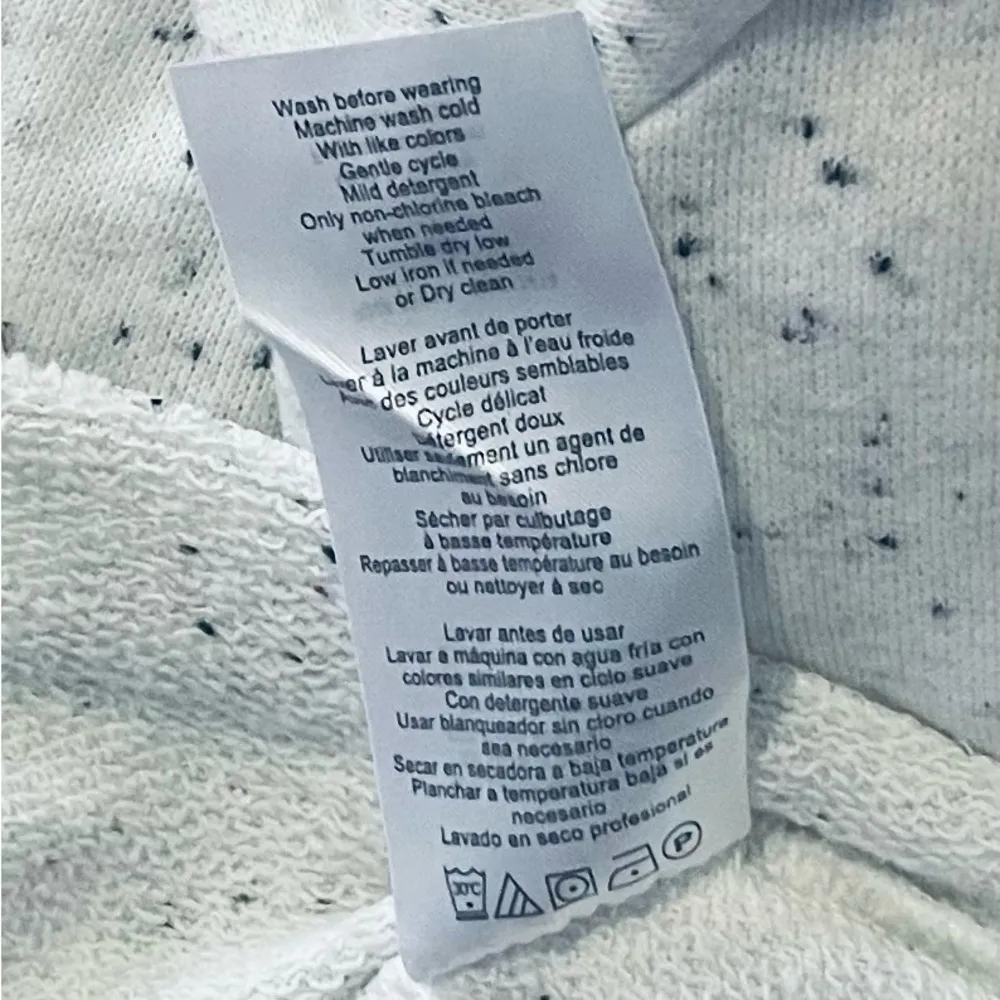 Wash before wearing
Machine wash cold
With like colors
Gentle cycle
Mild detergent
Only non-chlorine bleach
when needed
Tumble dry low
Low iron if needed
or Dry clean
Laver avant de porter
à la machine à l'eau froide
des couleurs semblables
Cycle délicat
doux
Utiliser un agent de
blanchiment sans chlore
au besoin
Sécher par culbutage
à basse température
Repasser à basse température au besoin
ou nettoyer à sec
Lavar antes de usar
Lavar a máquina con agua fría con
colores similares en ciclo suave
Con detergente suave
Usar blanqueador sin cloro cuando
sea necesario
Secar en secadora a baja temperature
Planchar a temperatura baja si es
necesario
Lavado en seco profesional
30°C P